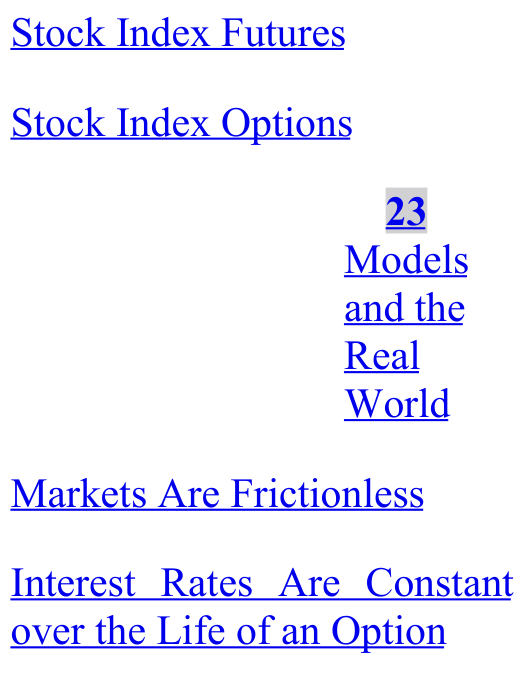 Stock Index Futures
Stock Index Options
23
Models
and the
Real
World
Markets Are Frictionless
Interest Rates Are Constant
over the Life of an Option